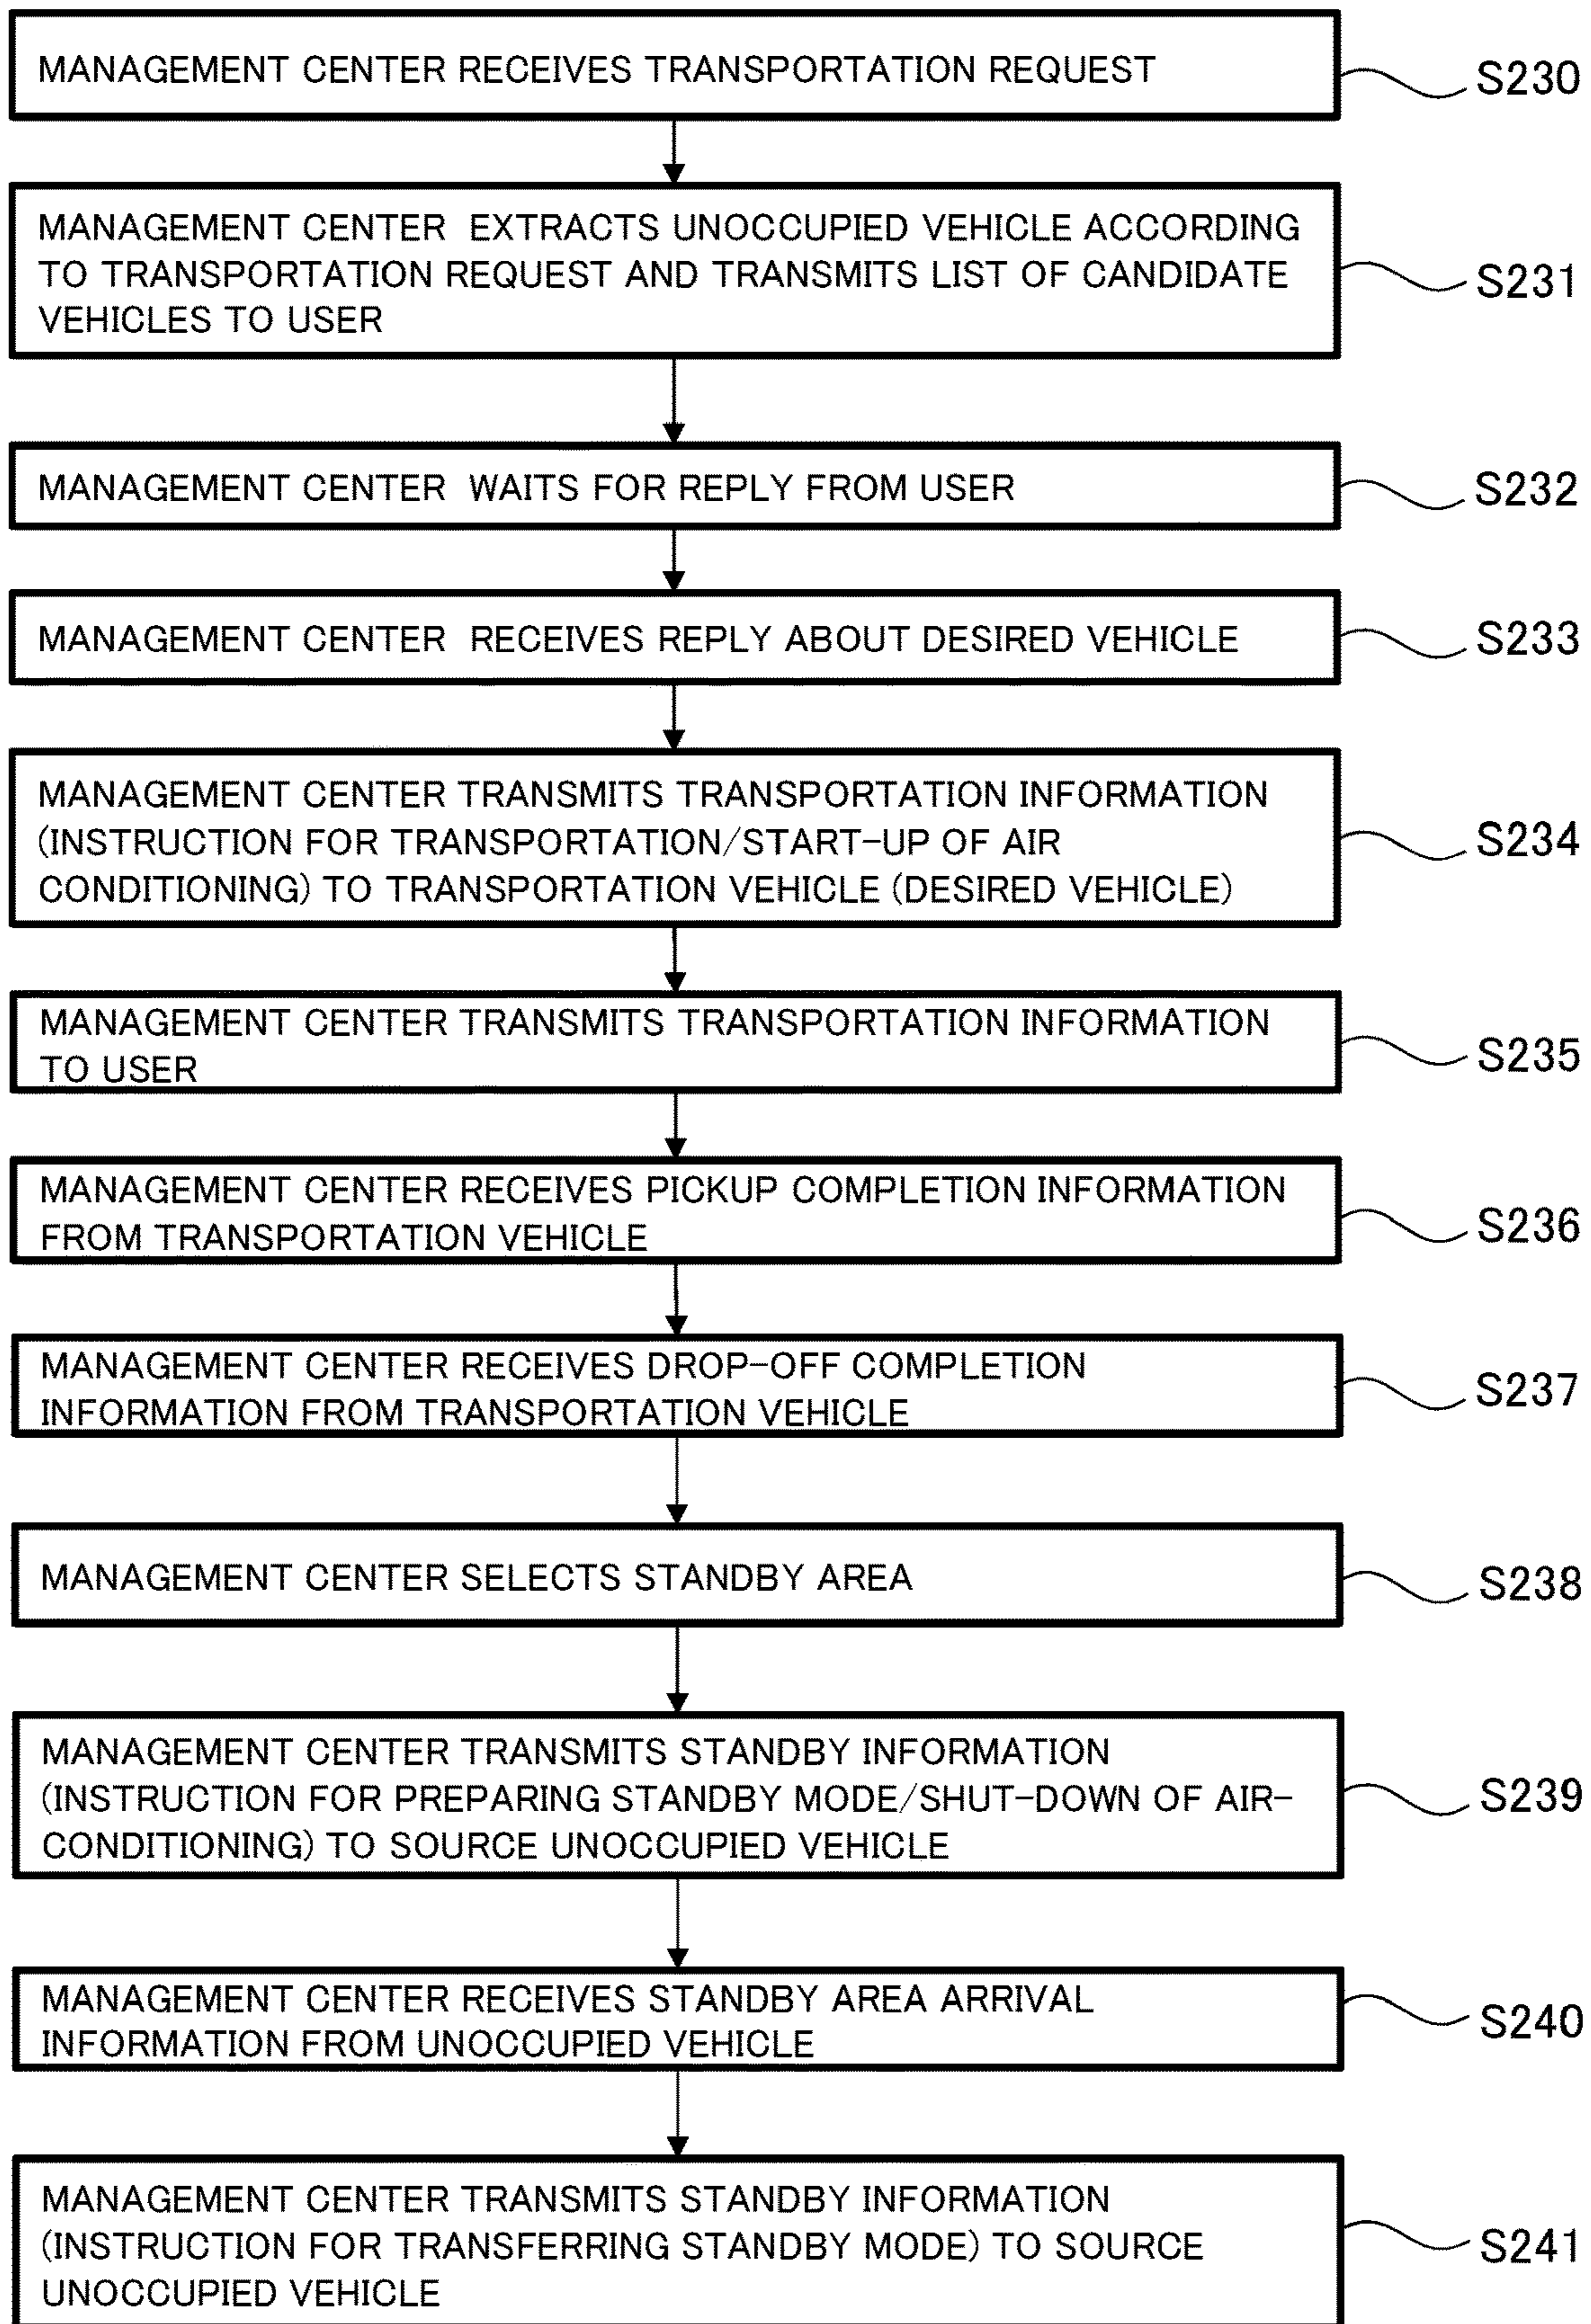 MANAGEMENT CENTER RECEIVES TRANSPORTATION REQUEST
S230
MANAGEMENT CENTER EXTRACTS UNOCCUPIED VEHICLE ACCORDING
TO TRANSPORTATION REQUEST AND TRANSMITS LIST OF CANDIDATE
VEHICLES TO USER
S231
MANAGEMENT CENTER WAITS FOR REPLY FROM USER
S232
MANAGEMENT CENTER RECEIVES REPLY ABOUT DESIRED VEHICLE
S233
MANAGEMENT CENTER TRANSMITS TRANSPORTATION INFORMATION
(INSTRUCTION FOR TRANSPORTATION/START-UP OF AIR
CONDITIONING) TO TRANSPORTATION VEHICLE (DESIRED VEHICLE)
S234
MANAGEMENT CENTER TRANSMITS TRANSPORTATION INFORMATION
TO USER
S235
MANAGEMENT CENTER RECEIVES PICKUP COMPLETION INFORMATION
FROM TRANSPORTATION VEHICLE
S236
MANAGEMENT CENTER RECEIVES DROP-OFF COMPLETION
INFORMATION FROM TRANSPORTATION VEHICLE
S237
MANAGEMENT CENTER SELECTS STANDBY AREA
S238
MANAGEMENT CENTER TRANSMITS STANDBY INFORMATION
(INSTRUCTION FOR PREPARING STANDBY MODE/SHUT-DOWN OF AIR-
CONDITIONING) TO SOURCE UNOCCUPIED VEHICLE
S239
MANAGEMENT CENTER RECEIVES STANDBY AREA ARRIVAL
INFORMATION FROM UNOCCUPIED VEHICLE
S240
MANAGEMENT CENTER TRANSMITS STANDBY INFORMATION
(INSTRUCTION FOR TRANSFERRING STANDBY MODE) TO SOURCE
UNOCCUPIED VEHICLE
S241